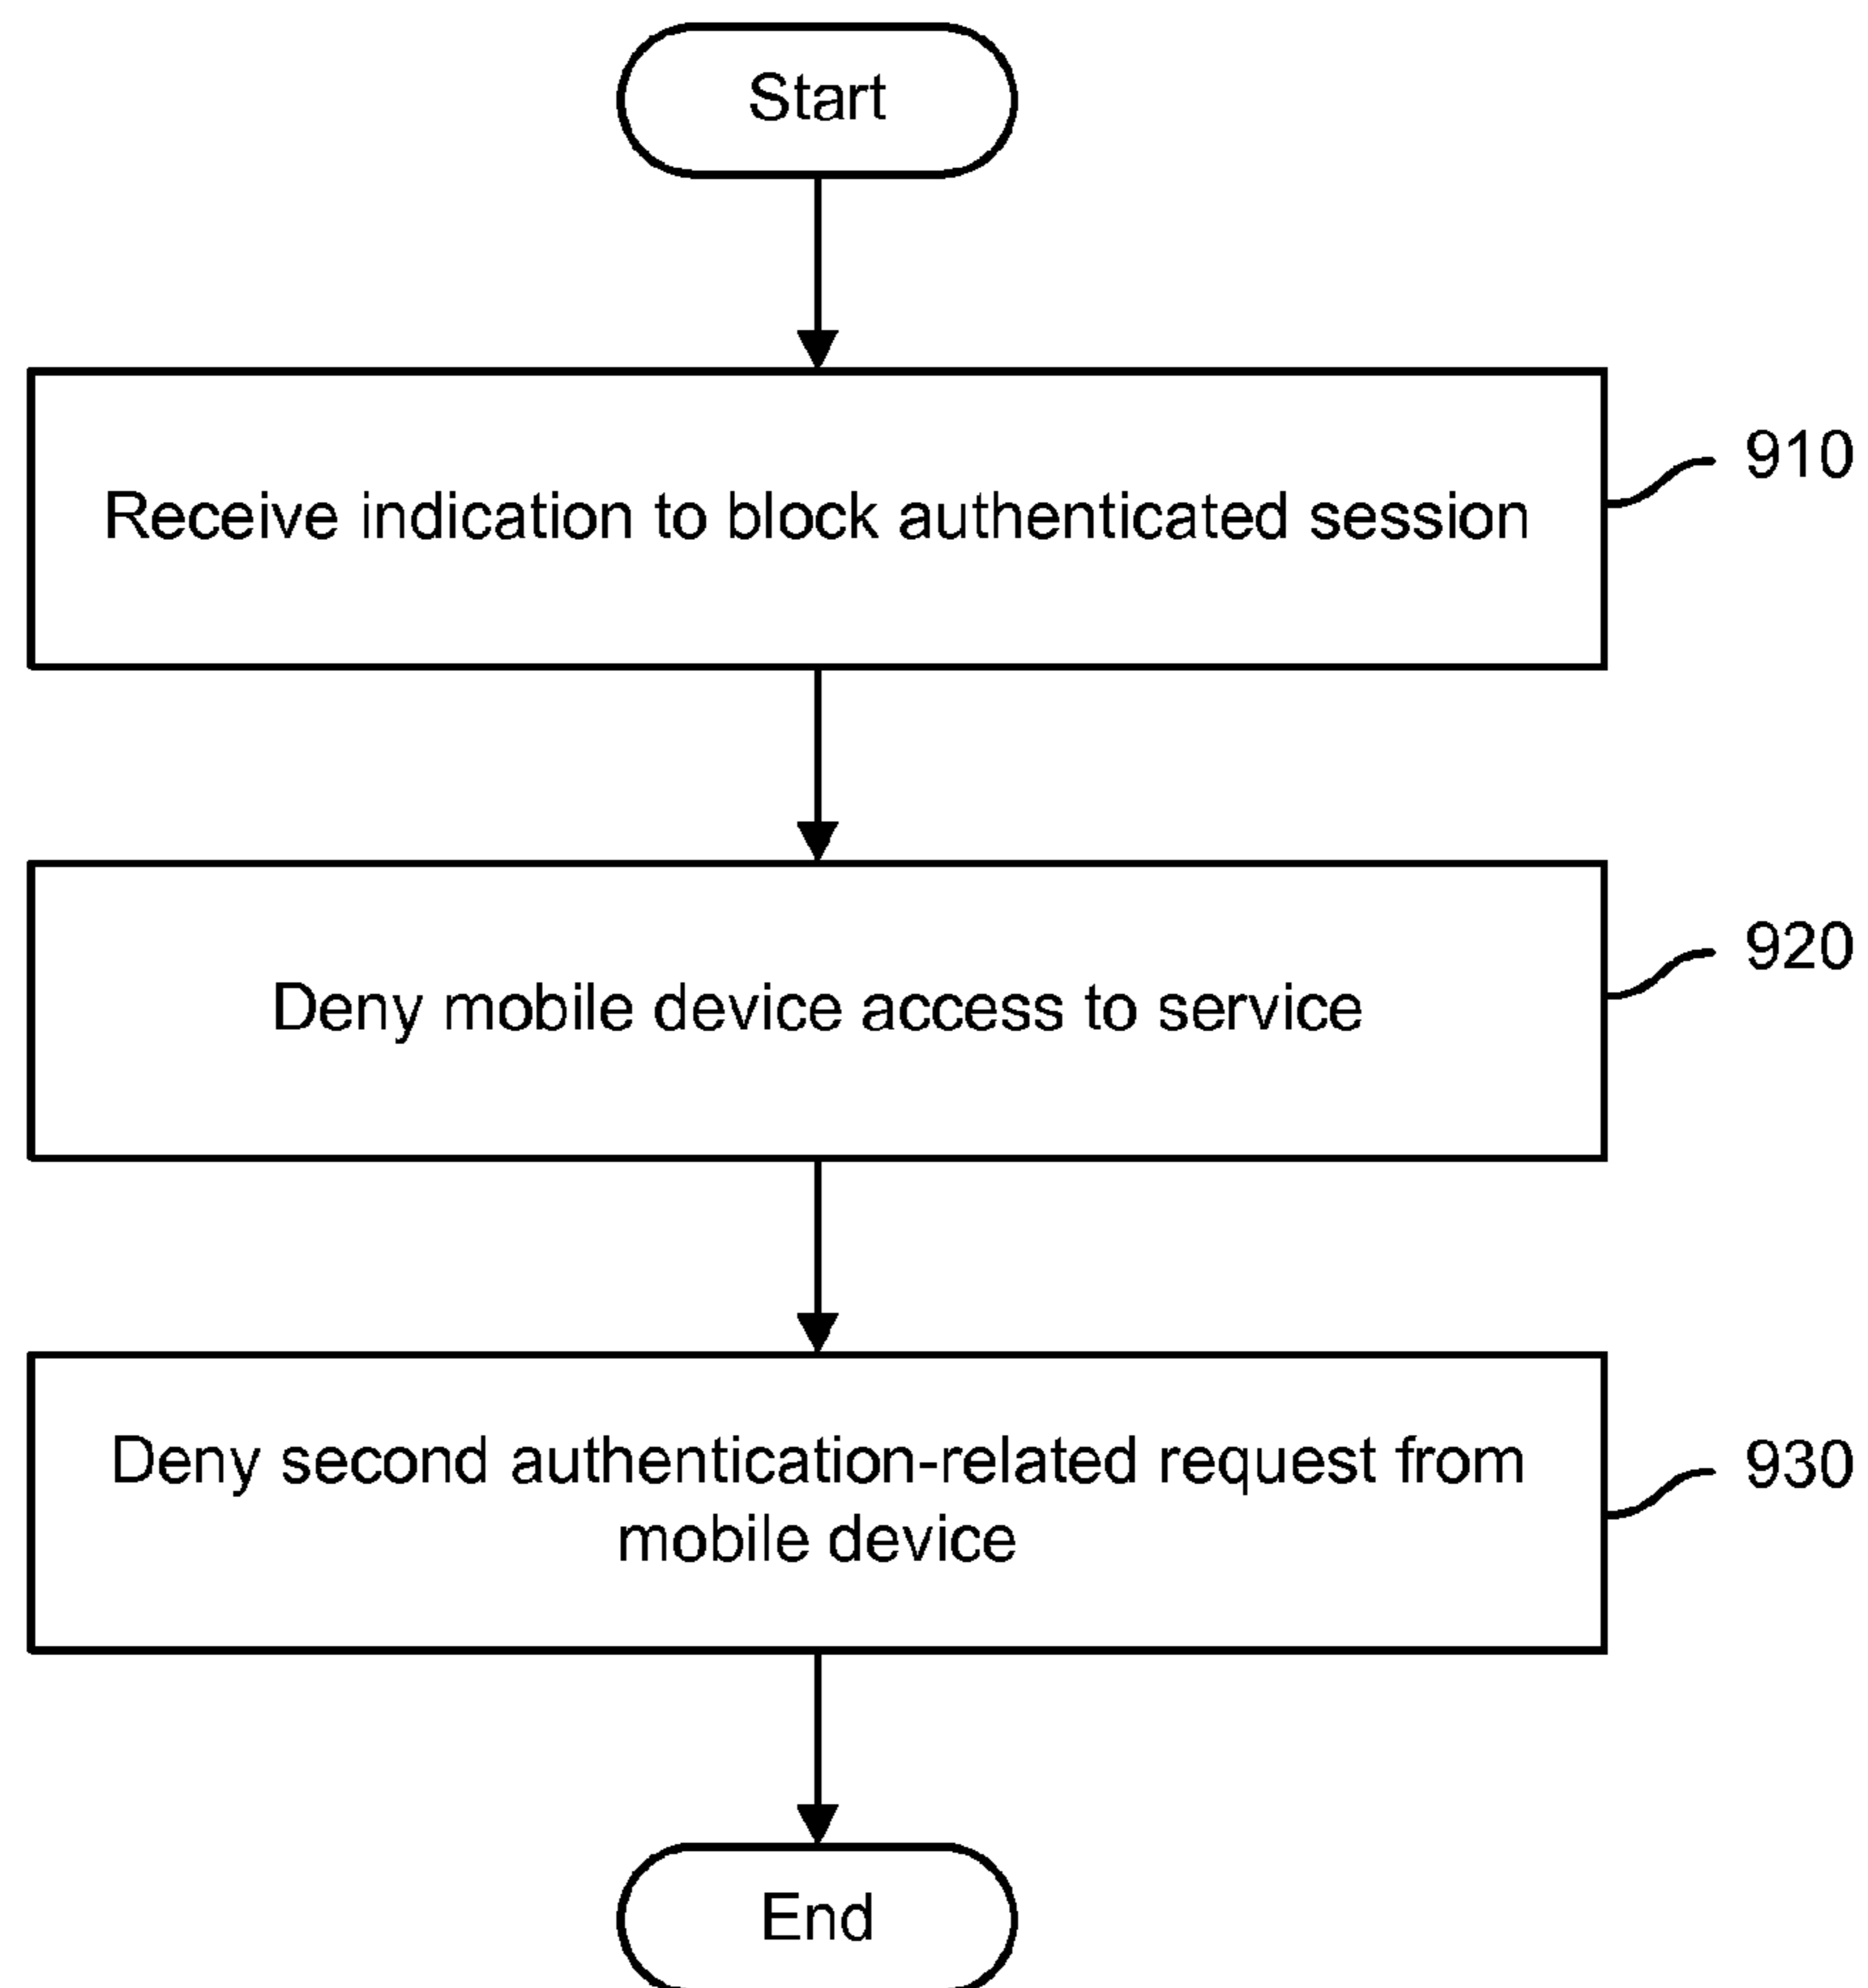 Start
Receive indication to block authenticated session
910
Deny mobile device access to service
920
Deny second authentication-related request from
mobile device
930
End